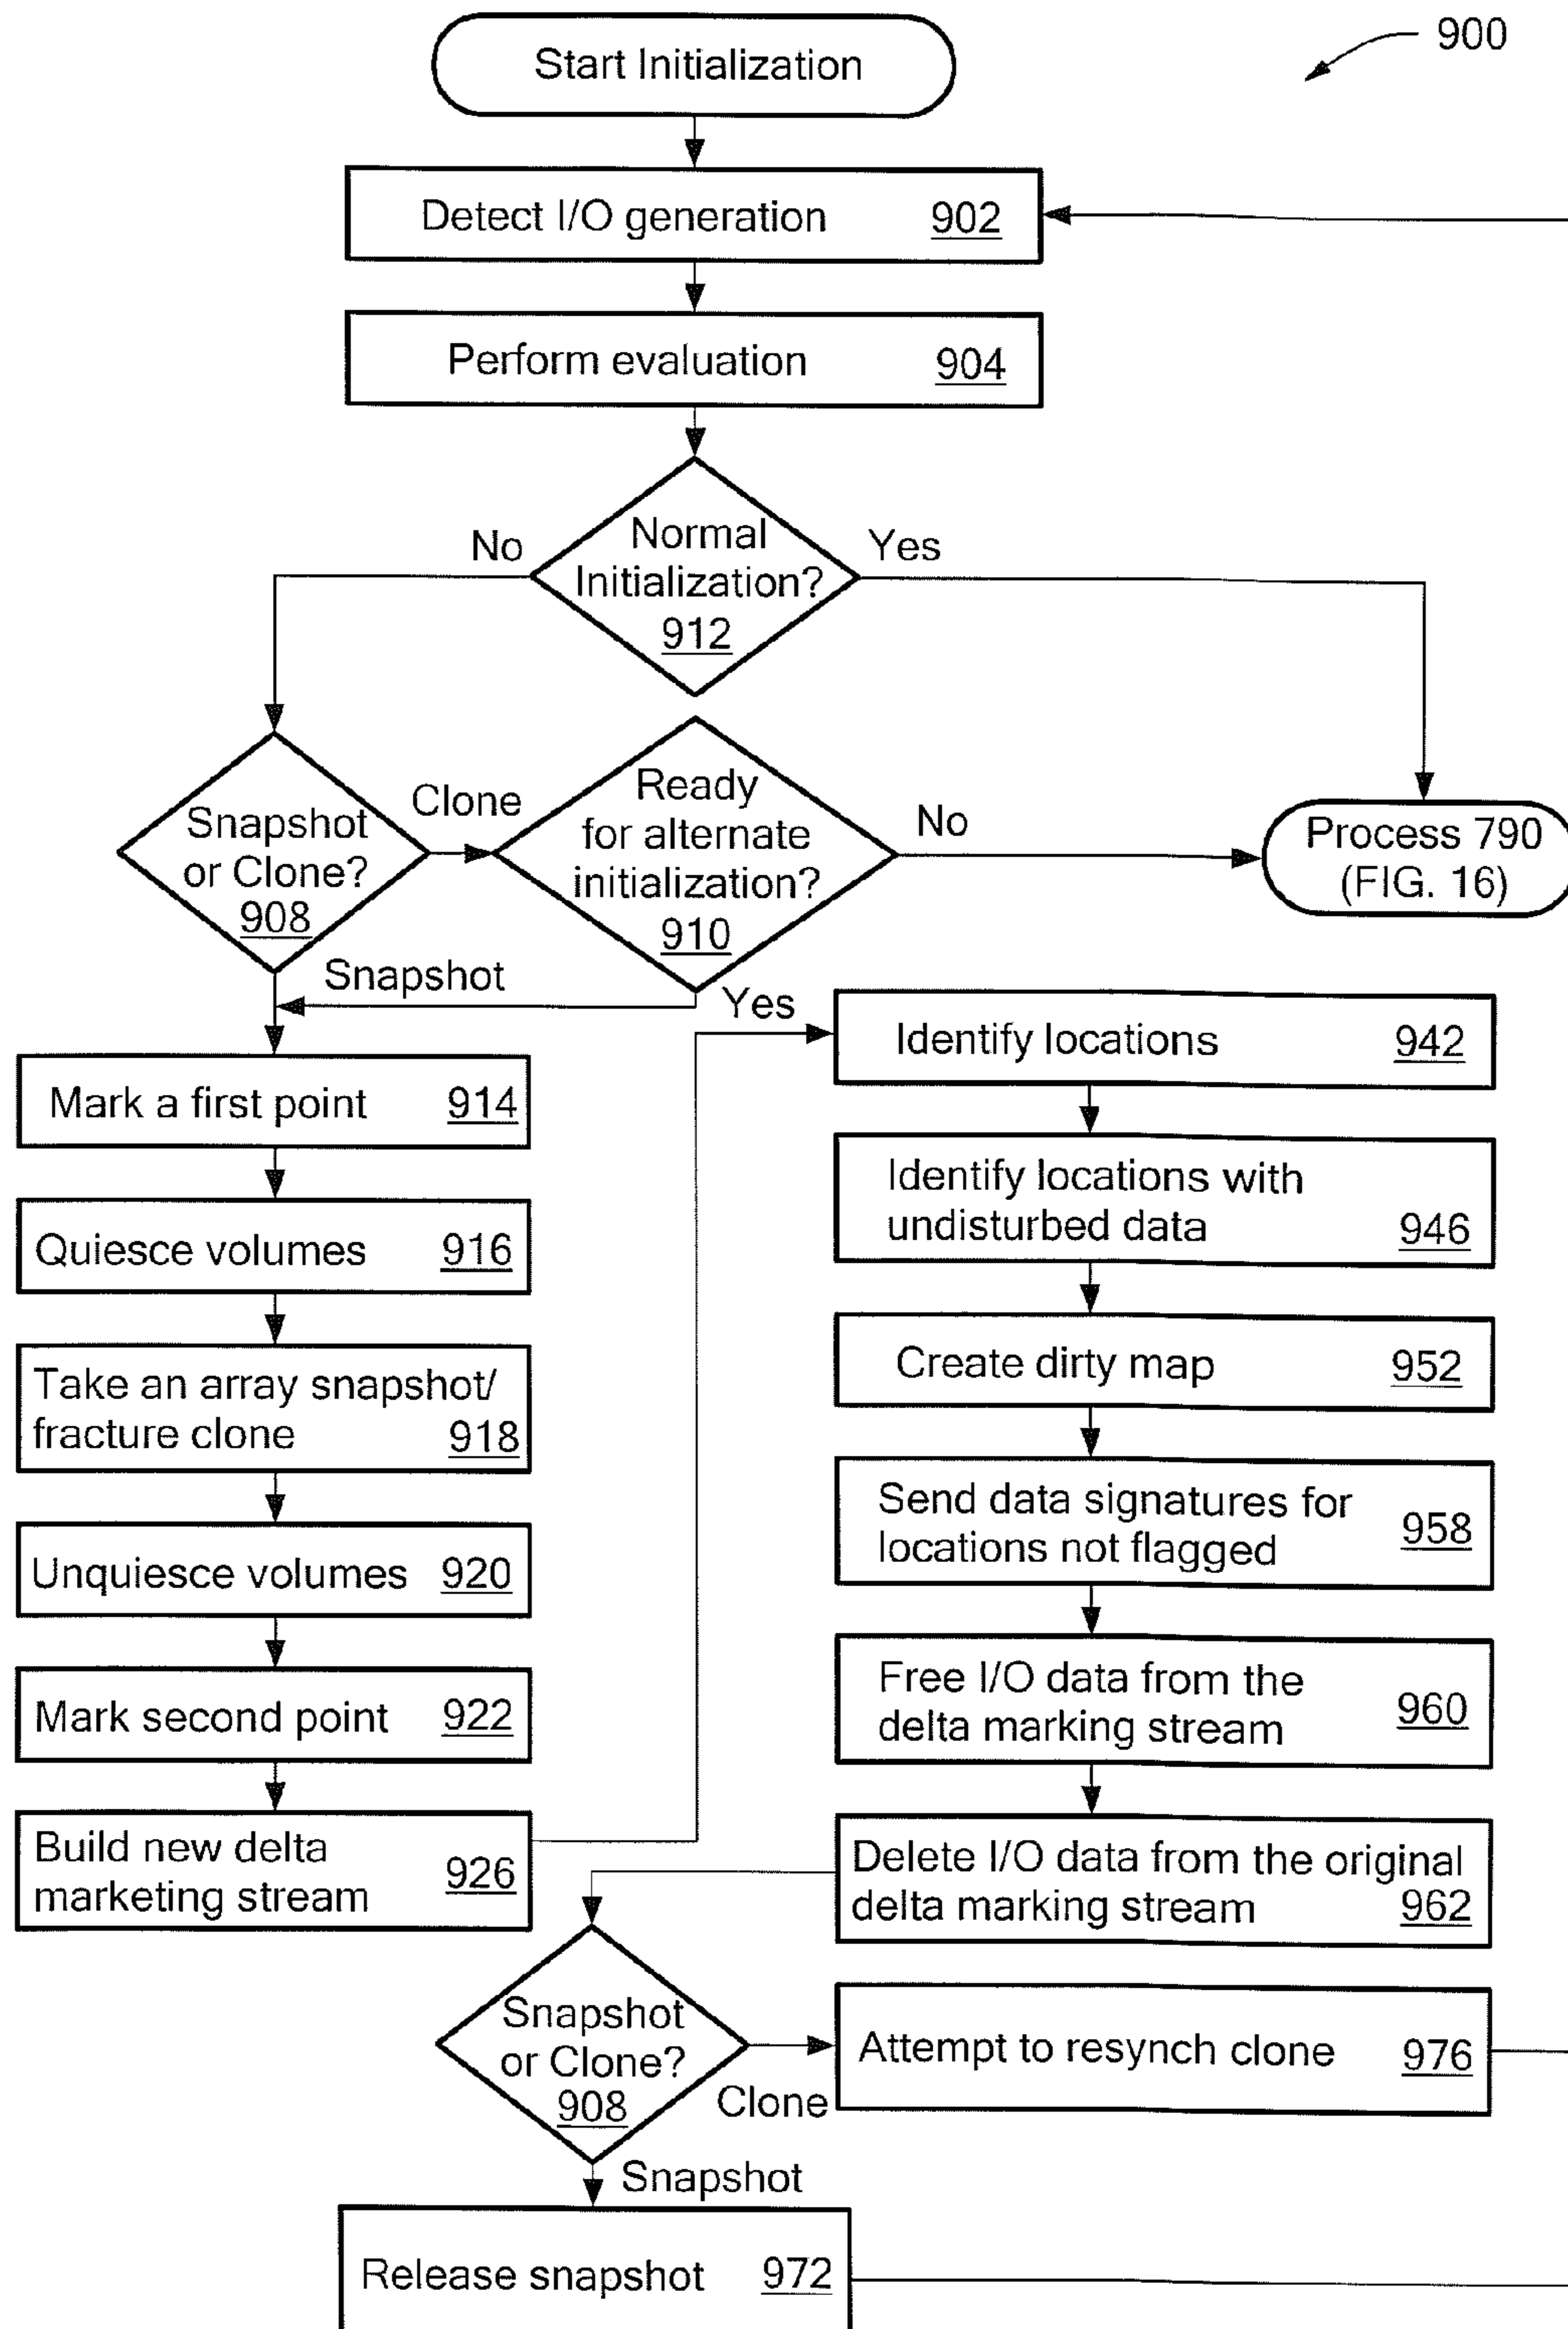 Start Initialization
900
Detect I/O generation 902
Perform evaluation 904
No
Normal
Initialization?
912
Yes
Snapshot
or Clone?
908
Clone
Ready
for alternate
initialization?
910
No
Process 790
(FIG. 16)
Snapshot
Yes
Mark a first point 914
Quiesce volumes 916
Take an array snapshot/
fracture clone 918
Unquiesce volumes 920
Mark second point 922
Build new delta
marketing stream 926
Identify locations 942
Identify locations with
undisturbed data 946
Create dirty map 952
Send data signatures for
locations not flagged 958
Free I/O data from the
delta marking stream 960
Delete I/O data from the original
delta marking stream 962
Snapshot
or Clone?
908
Clone
Attempt to resynch clone 976
Snapshot
Release snapshot 972